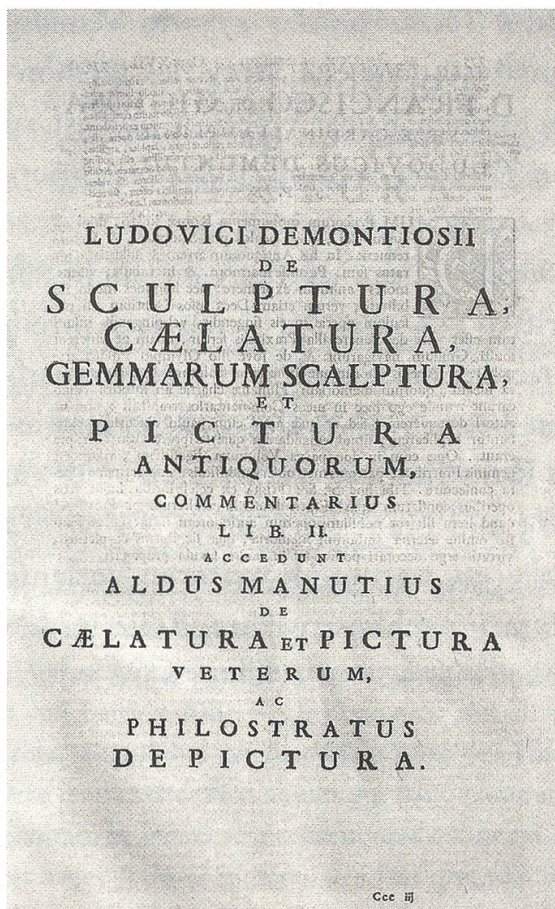 LUDOVICI DEMONTIOSII
DE
SCULPTURA,
CÆLATURA,
GEMMARUM SCALPTURA,
ET
PICTURA
ANTIQUORUM,
COMMENTARIUS
LIB. II.
ACCEDUNT
ALDUS MANUTIUS
DE
CÆLATURA ET PICTURA
VETERUM,
AC
PHILOSTRATUS
DE PICTURA.
Ccc iij